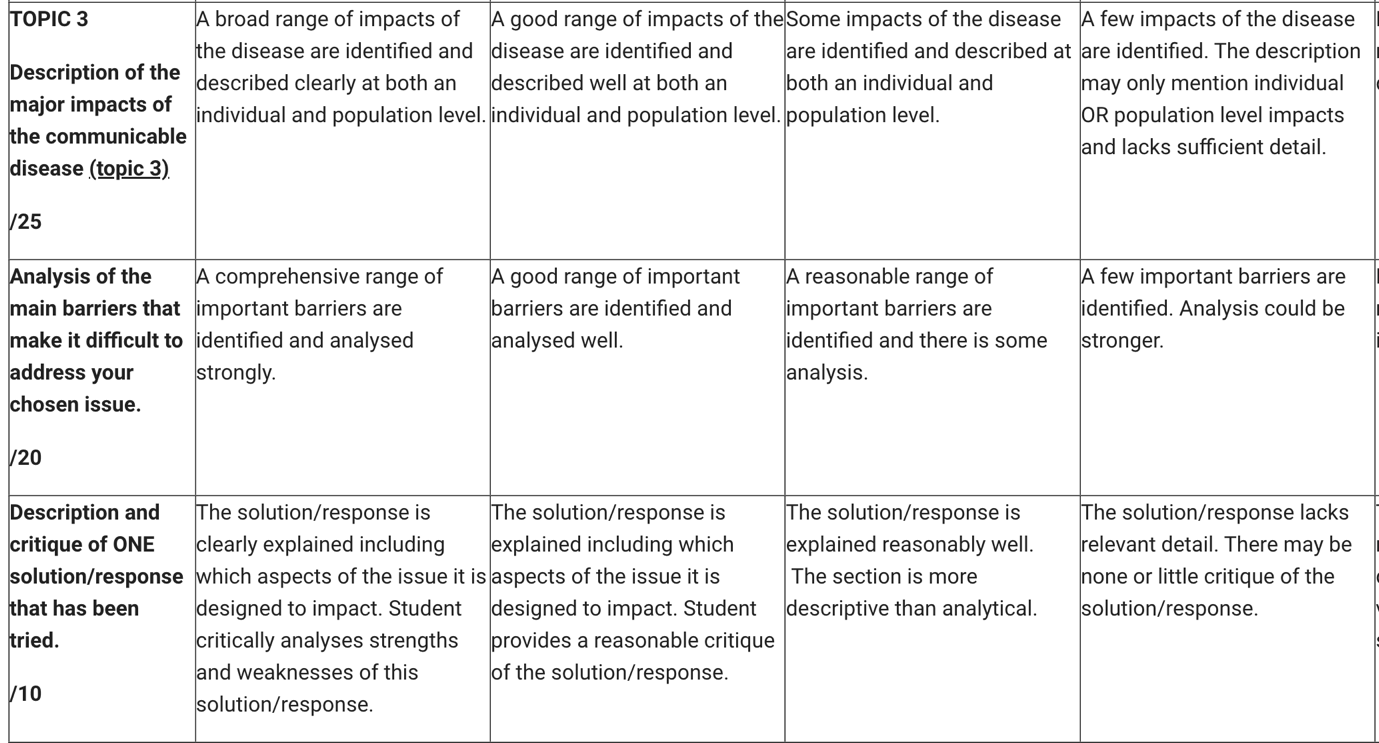 TOPIC 3
Description of the
major impacts of
the communicable
disease (topic 3)
/25
A broad range of impacts of
the disease are identified and
described clearly at both an
individual and population level.
A good range of impacts of the
disease are identified and
described well at both an
individual and population level.
Some impacts of the disease
are identified and described at
both an individual and
population level.
A few impacts of the disease
are identified. The description
may only mention individual
OR population level impacts
and lacks sufficient detail.
Analysis of the
main barriers that
make it difficult to
address your
chosen issue.
/20
A comprehensive range of
important barriers are
identified and analysed
strongly.
A good range of important
barriers are identified and
analysed well.
A reasonable range of
important barriers are
identified and there is some
analysis.
A few important barriers are
identified. Analysis could be
stronger.
Description and
critique of ONE
solution/response
that has been
tried.
/10
The solution/response is
clearly explained including
which aspects of the issue it is
designed to impact. Student
critically analyses strengths
and weaknesses of this
solution/response.
The solution/response is
explained including which
aspects of the issue it is
designed to impact. Student
provides a reasonable critique
of the solution/response.
The solution/response is
explained reasonably well.
The section is more
descriptive than analytical.
The solution/response lacks
relevant detail. There may be
none or little critique of the
solution/response.